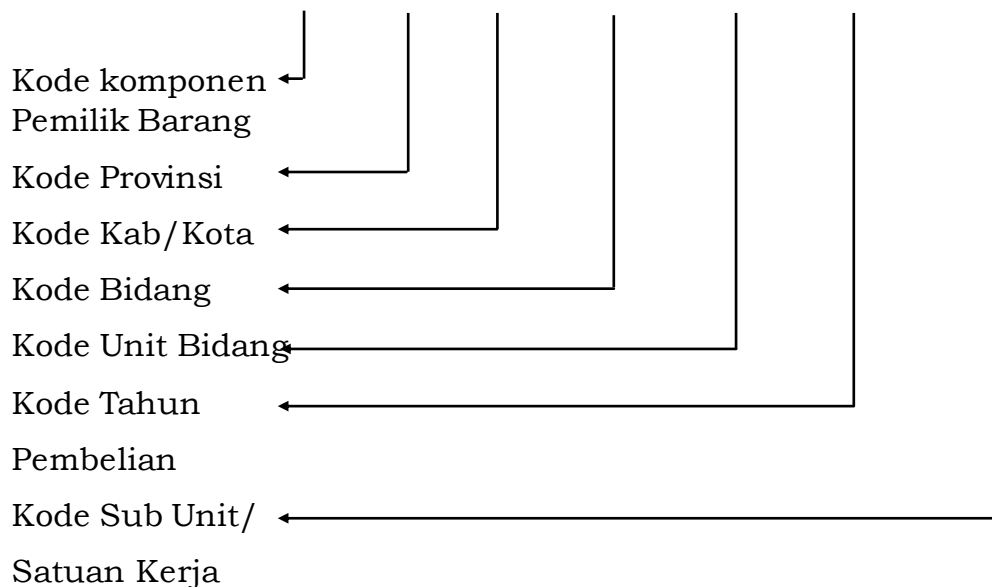 Kode komponen
Pemilik Barang
Kode Provinsi
Kode Kab/Kota
Kode Bidang
Kode Unit Bidang
Kode Tahun
Pembelian
Kode Sub Unit/
Satuan Kerja